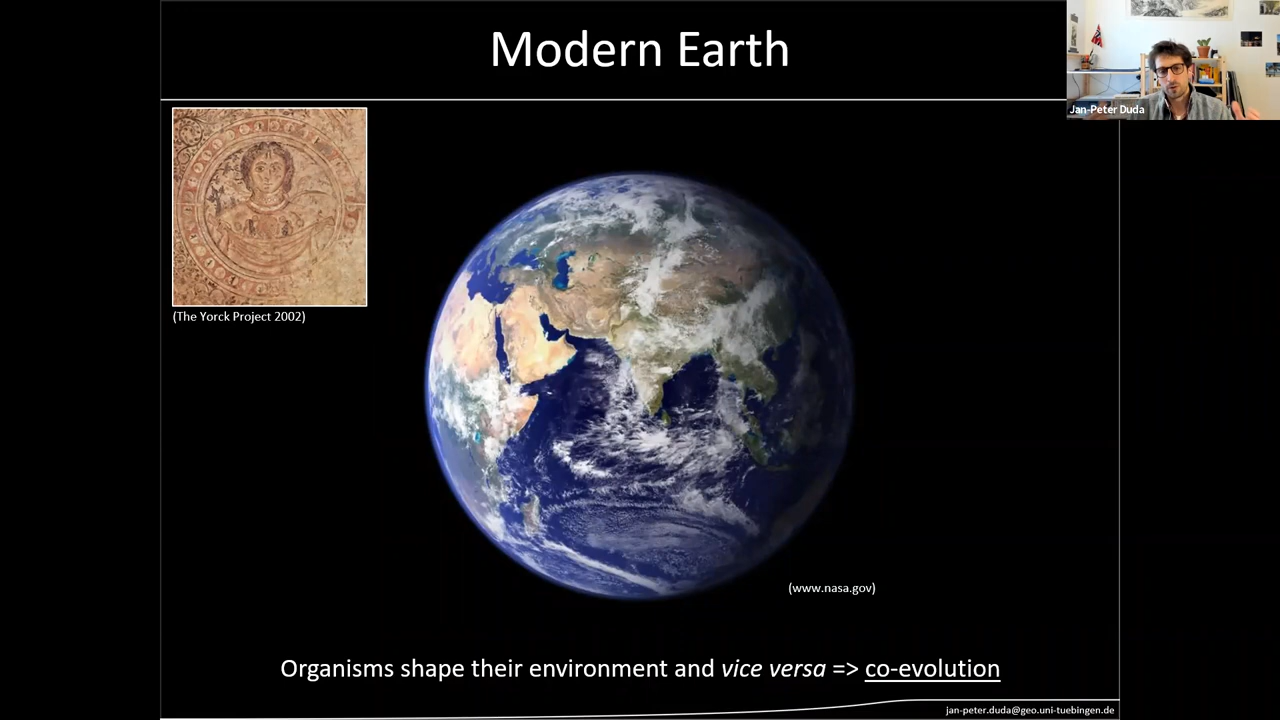 Modern Earth
Jan-Peter Duda
(The Yorck Project 2002)
(www.nasa.gov)
Organisms shape their environment and vice versa => co-evolution
jan-peter.duda@geo.uni-tuebingen.de